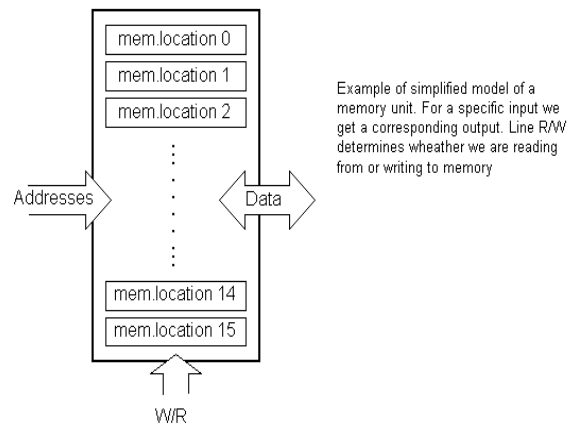 mem.location 0
mem.location 1
mem.location 2
Example of simplified model of a
memory unit. For a specific input we
get a corresponding output. Line R/W
determines wheather we are reading
from or writing to memory
Addresses
Data
mem.location 14
mem.location 15
W/R